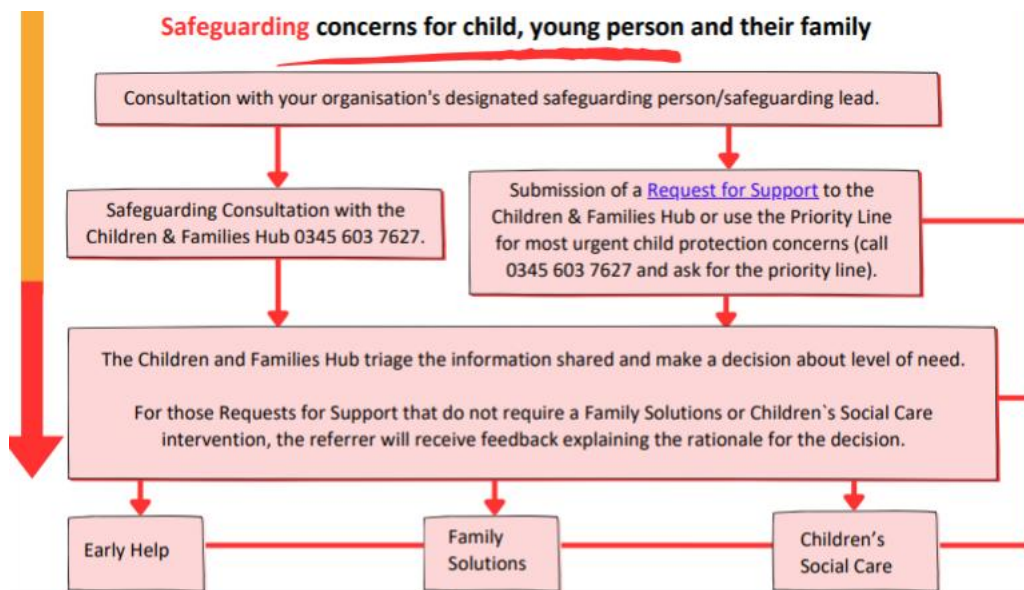 Safeguarding concerns for child, young person and their family
Consultation with your organisation's designated safeguarding person/safeguarding lead.
Safeguarding Consultation with the
Children & Families Hub 0345 603 7627.
Submission of a Request for Support to the
Children & Families Hub or use the Priority Line
for most urgent child protection concerns (call
0345 603 7627 and ask for the priority line).
The Children and Families Hub triage the information shared and make a decision about level of need.
For those Requests for Support that do not require a Family Solutions or Children`s Social Care
intervention, the referrer will receive feedback explaining the rationale for the decision.
Early Help
Family
Solutions
Children’s
Social Care